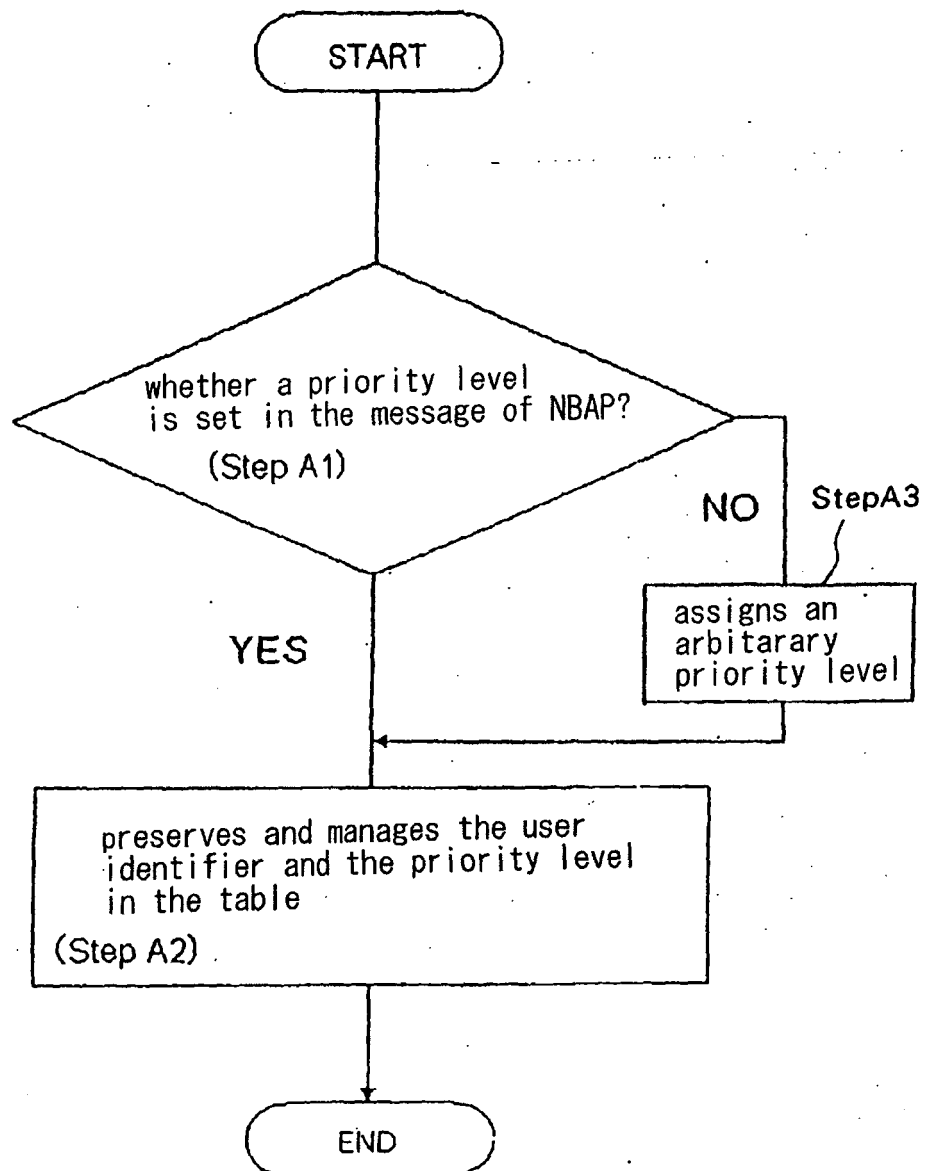 START
whether a priority level
is set in the message of NBAP?
(Step A1)
NO
StepA3
YES
assigns an
arbitarary
priority level
preserves and manages the user
identifier and the priority level
in the table
(Step A2)
END